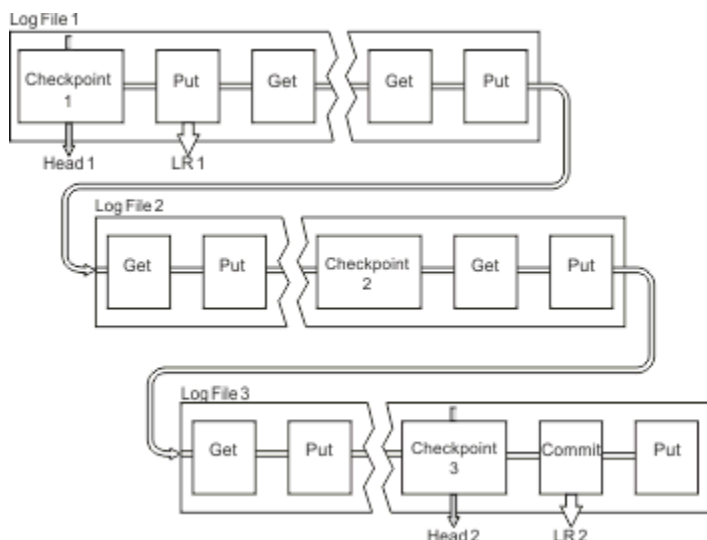 Log File 1
Checkpoint
1
Put
Get
Get
Put
Head 1
LR 1
Log File 2
Get
Put
Checkpoint
2
Get
Put
Log File 3
Get
Put
Checkpoint
3
Commit
Put
Head 2
LR 2